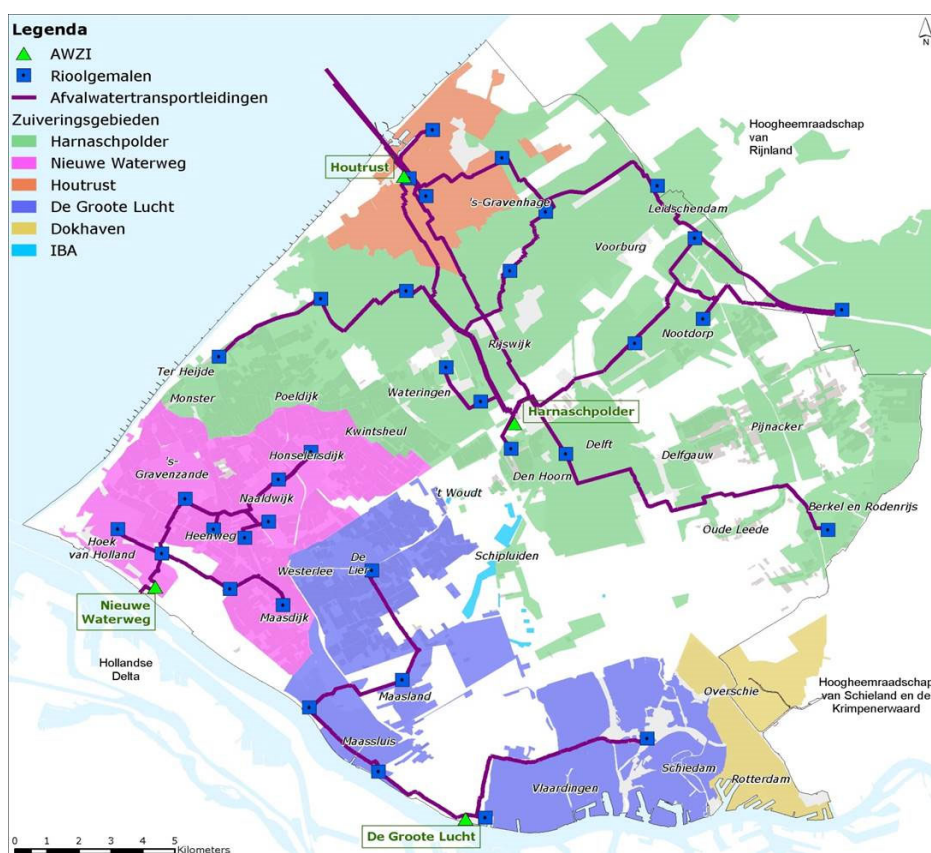 Legenda
AWZI
Rioolgemalen
Afvalwatertransportleidingen
Zuiveringsgebieden
Harnaschpolder
Nieuwe Waterweg
Houtrust
De Groote Lucht
Dokhaven
IBA
N
Hoogheemraadschap
van
Rijnland
Houtrust
's-Gravenhage
Leidschendam
Voorburg
Nootdorp
Rijswijk
Ter Heijde
Monster
Poeldijk
Wateringen
Kwintsheul
Harnaschpolder
Pijnacker
Delft
Delfgauw
Den Hoorn
Honselersdijk
's-
Gravenzande
Naaldwijk
't Woudt
Berkel en Rodenrijs
Oude Leede
Heenweg
Hoek
van Holland
Schipluiden
De
Lier
Westerlee
Maasdijk
Nieuwe
Waterweg
Hollandse
Delta
Maasland
Overschie
Hoogheemraadschap
van Schieland en de
Krimpenerwaard
Maassluis
Schiedam
Rotterdam
Vlaardingen
De Groote Lucht
0 1 2 3 4 5
Kilometers